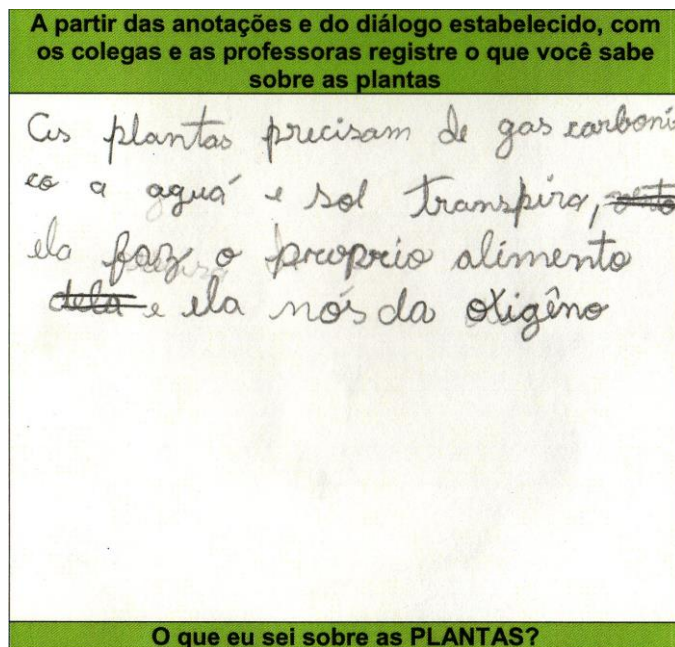 A partir das anotações e do diálogo estabelecido, com
os colegas e as professoras registre o que você sabe
sobre as plantas
As plantas precisam de gas carboni
co a aguá e sol transpira,
ela faz o proprio alimento
dela e ela nós da oxigêno
O que eu sei sobre as PLANTAS?